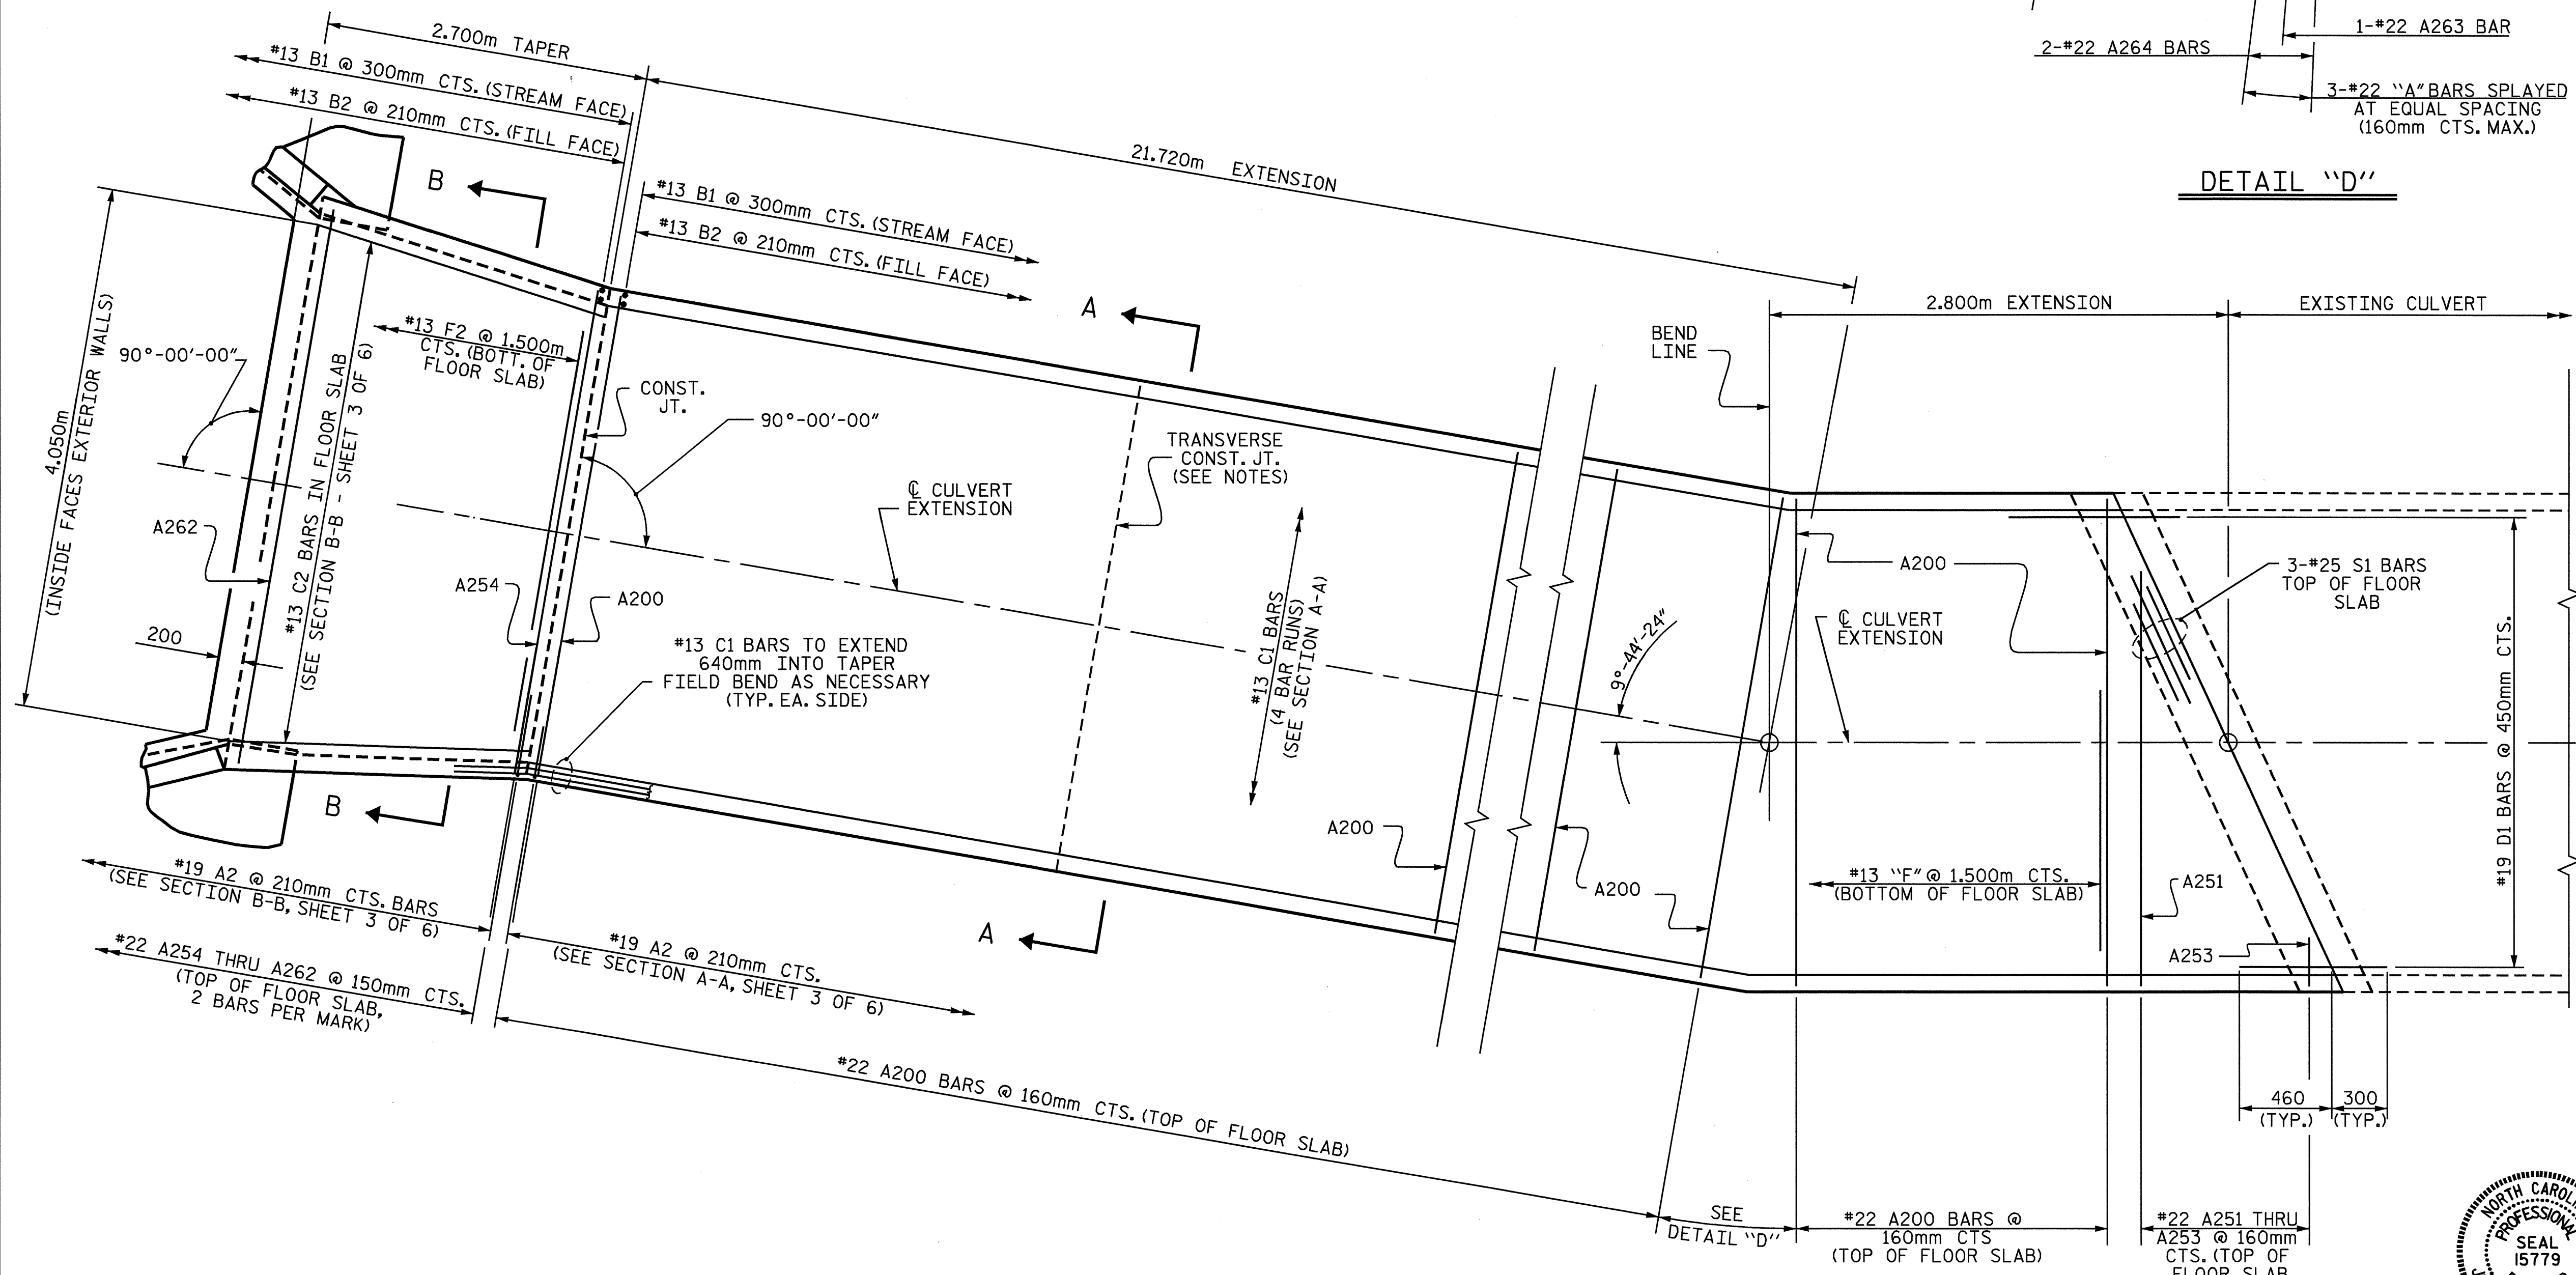 2.700m TAPER
#13 B1 @ 300mm CTS. (STREAM FACE)
#13 B2 @ 210mm CTS. (FILL FACE)
B
21.720m EXTENSION
#13 B1 @ 300mm CTS. (STREAM FACE)
#13 B2 @ 210mm CTS. (FILL FACE)
A
1-#22 A263 BAR
2-#22 A264 BARS
3-#22 "A" BARS SPLAYED
AT EQUAL SPACING
(160mm CTS. MAX.)
DETAIL "D"
2.800m EXTENSION
EXISTING CULVERT
BEND
LINE
4.050m
(INSIDE FACES EXTERIOR WALLS)
90°-00'-00"
#13 F2 @ 1.500m
CTS. (BOTT. OF
FLOOR SLAB)
CONST.
JT.
90°-00'-00"
#13 C2 BARS IN FLOOR SLAB
(SEE SECTION B-B - SHEET 3 OF 6)
A262
200
A254
A200
℄ CULVERT
EXTENSION
TRANSVERSE
CONST. JT.
(SEE NOTES)
#13 C1 BARS TO EXTEND
640mm INTO TAPER
FIELD BEND AS NECESSARY
(TYP. EA. SIDE)
#13 C1 BARS
(4 BAR RUNS)
(SEE SECTION A-A)
9°-44'-24"
A200
℄ CULVERT
EXTENSION
3-#25 S1 BARS
TOP OF FLOOR
SLAB
#19 D1 BARS @ 450mm CTS.
A200
A200
#13 "F" @ 1.500m CTS.
(BOTTOM OF FLOOR SLAB)
A251
A253
B
#19 A2 @ 210mm CTS. BARS
(SEE SECTION B-B, SHEET 3 OF 6)
#22 A254 THRU A262 @ 150mm CTS.
(TOP OF FLOOR SLAB,
2 BARS PER MARK)
A
#19 A2 @ 210mm CTS.
(SEE SECTION A-A, SHEET 3 OF 6)
#22 A200 BARS @ 160mm CTS. (TOP OF FLOOR SLAB)
460
(TYP.)
300
(TYP.)
SEE
DETAIL "D"
#22 A200 BARS @
160mm CTS
(TOP OF FLOOR SLAB)
#22 A251 THRU
A253 @ 160mm
CTS. (TOP OF
FLOOR SLAB
NORTH CAROL
PROFESSIONAL
SEAL
15779